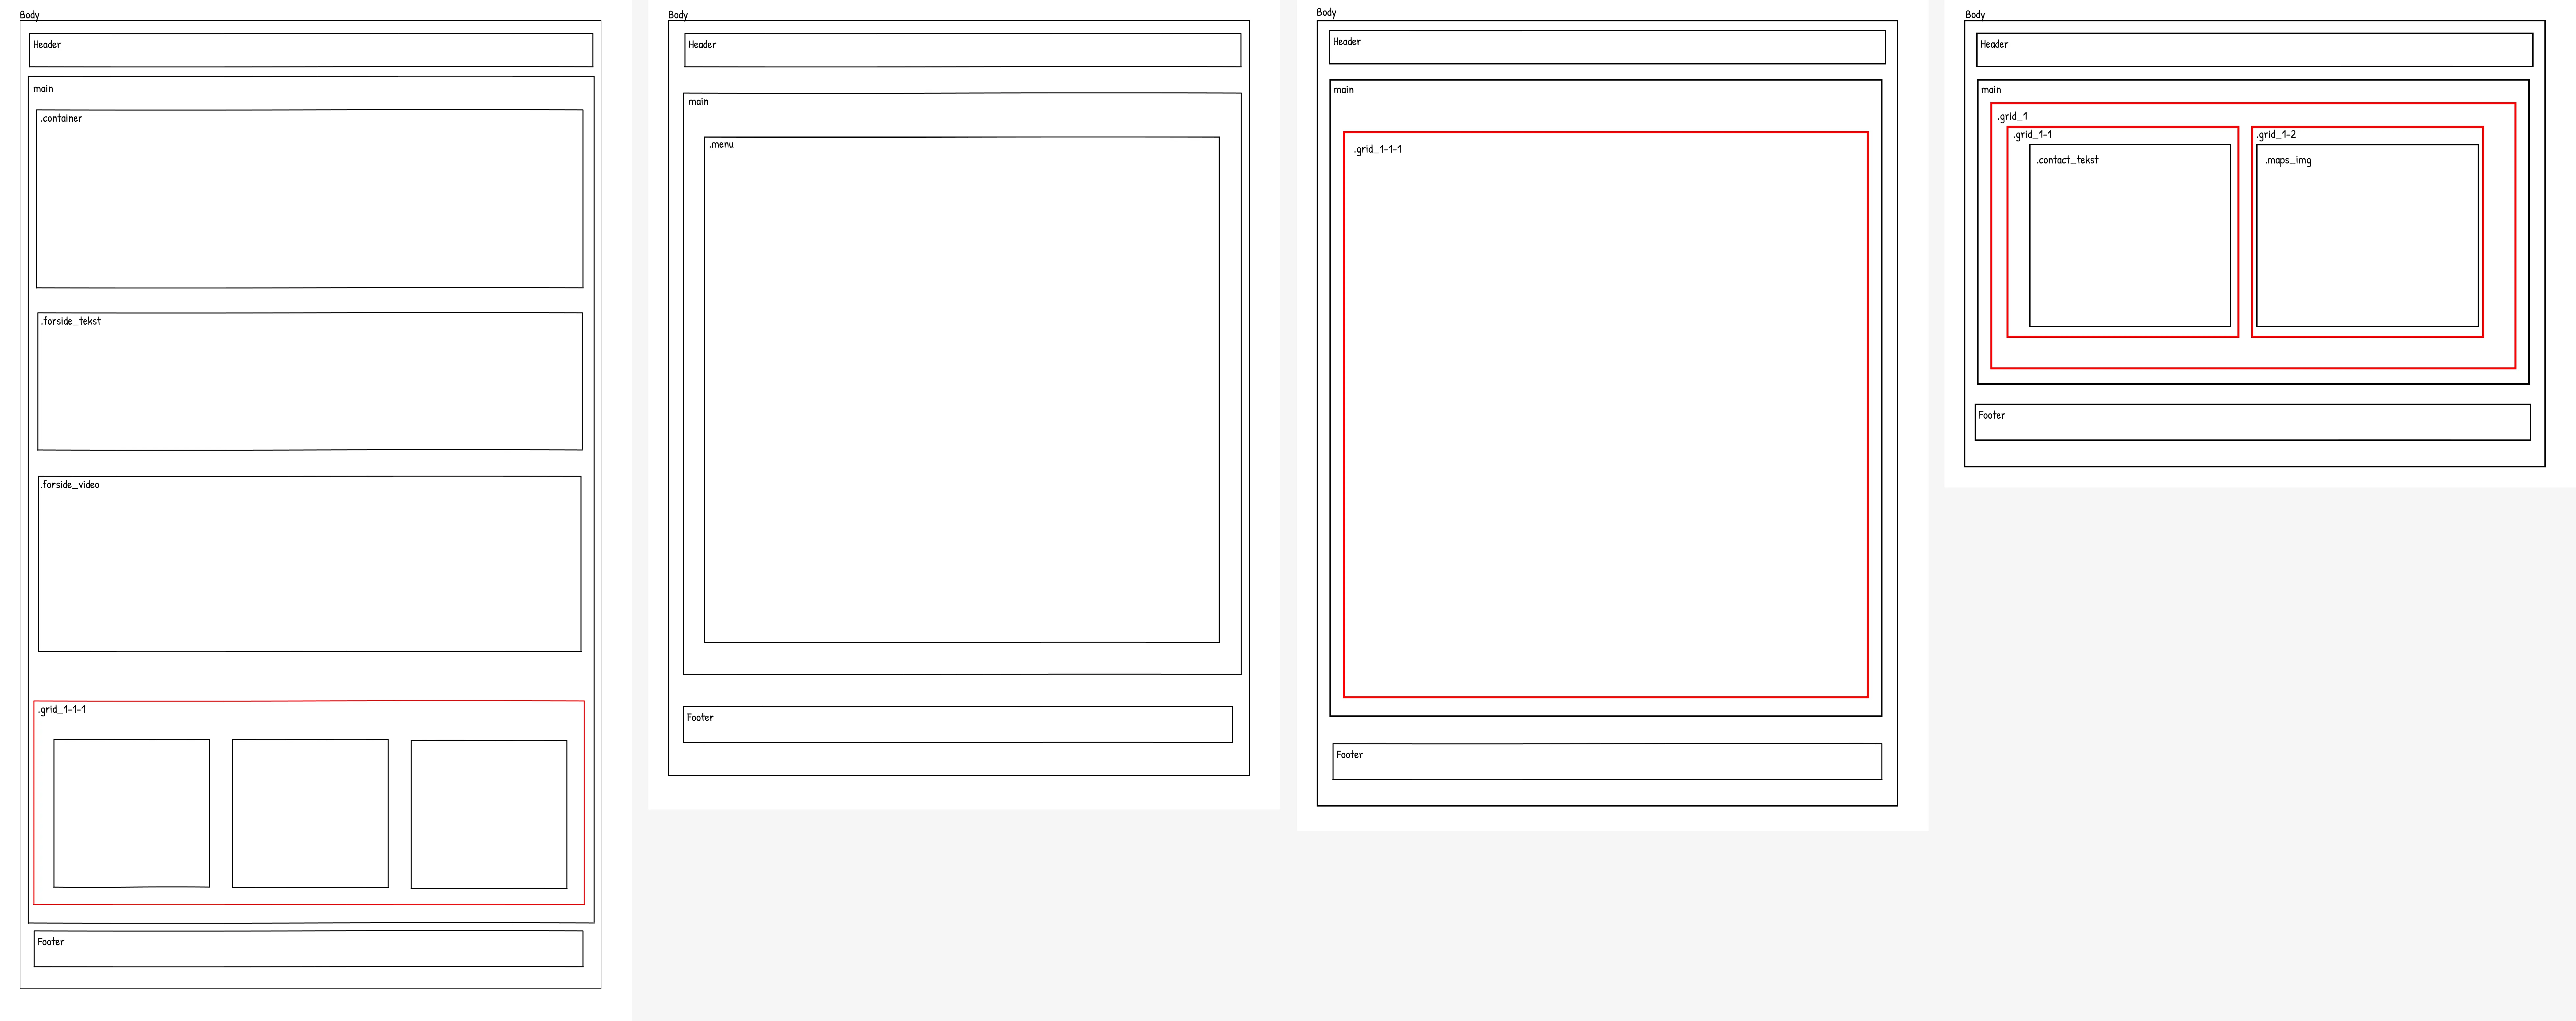 Body
Header
main
.container
.forside_tekst
.forside_video
.grid_1-1-1
Footer
Body
Header
main
.menu
Footer
Body
Header
main
.grid_1-1-1
Footer
Body
Header
main
.grid_1
.grid_1-1
.grid_1-2
.contact_tekst
.maps_img
Footer